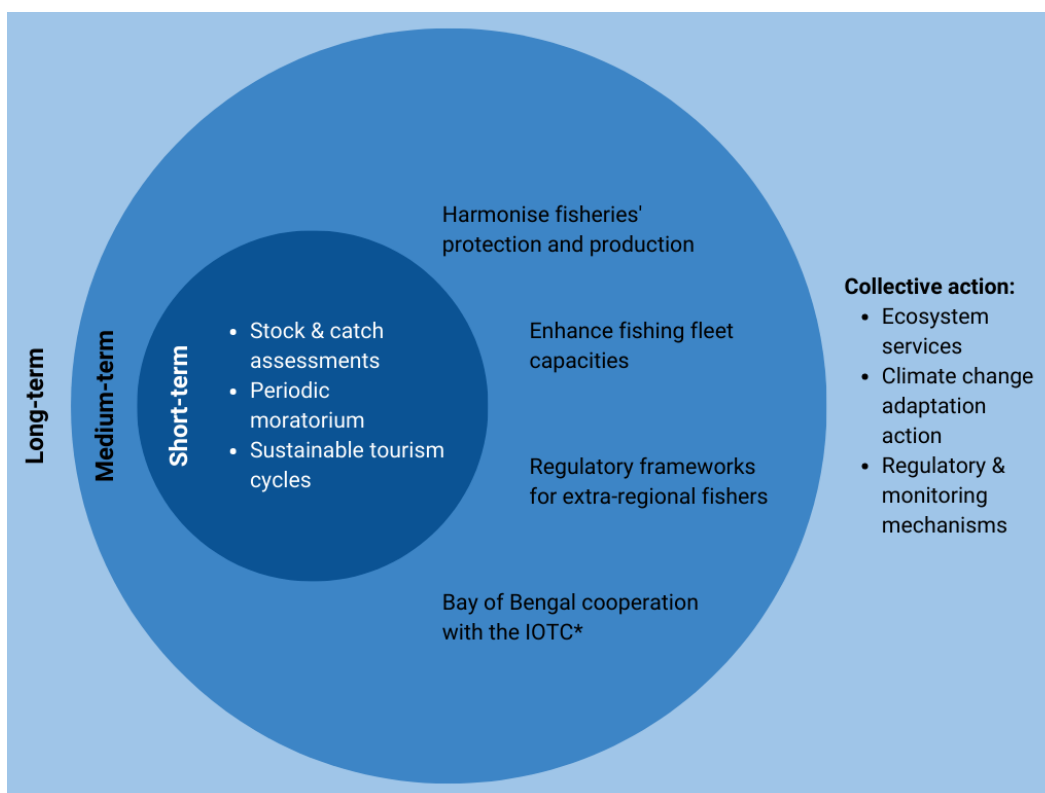 Long-term
Medium-term
Short-term
• Stock & catch
assessments
• Periodic
moratorium
• Sustainable tourism
cycles
Harmonise fisheries'
protection and production
Enhance fishing fleet
capacities
Regulatory frameworks
for extra-regional fishers
Bay of Bengal cooperation
with the IOTC*
Collective action:
• Ecosystem
services
• Climate change
adaptation
action
• Regulatory &
monitoring
mechanisms